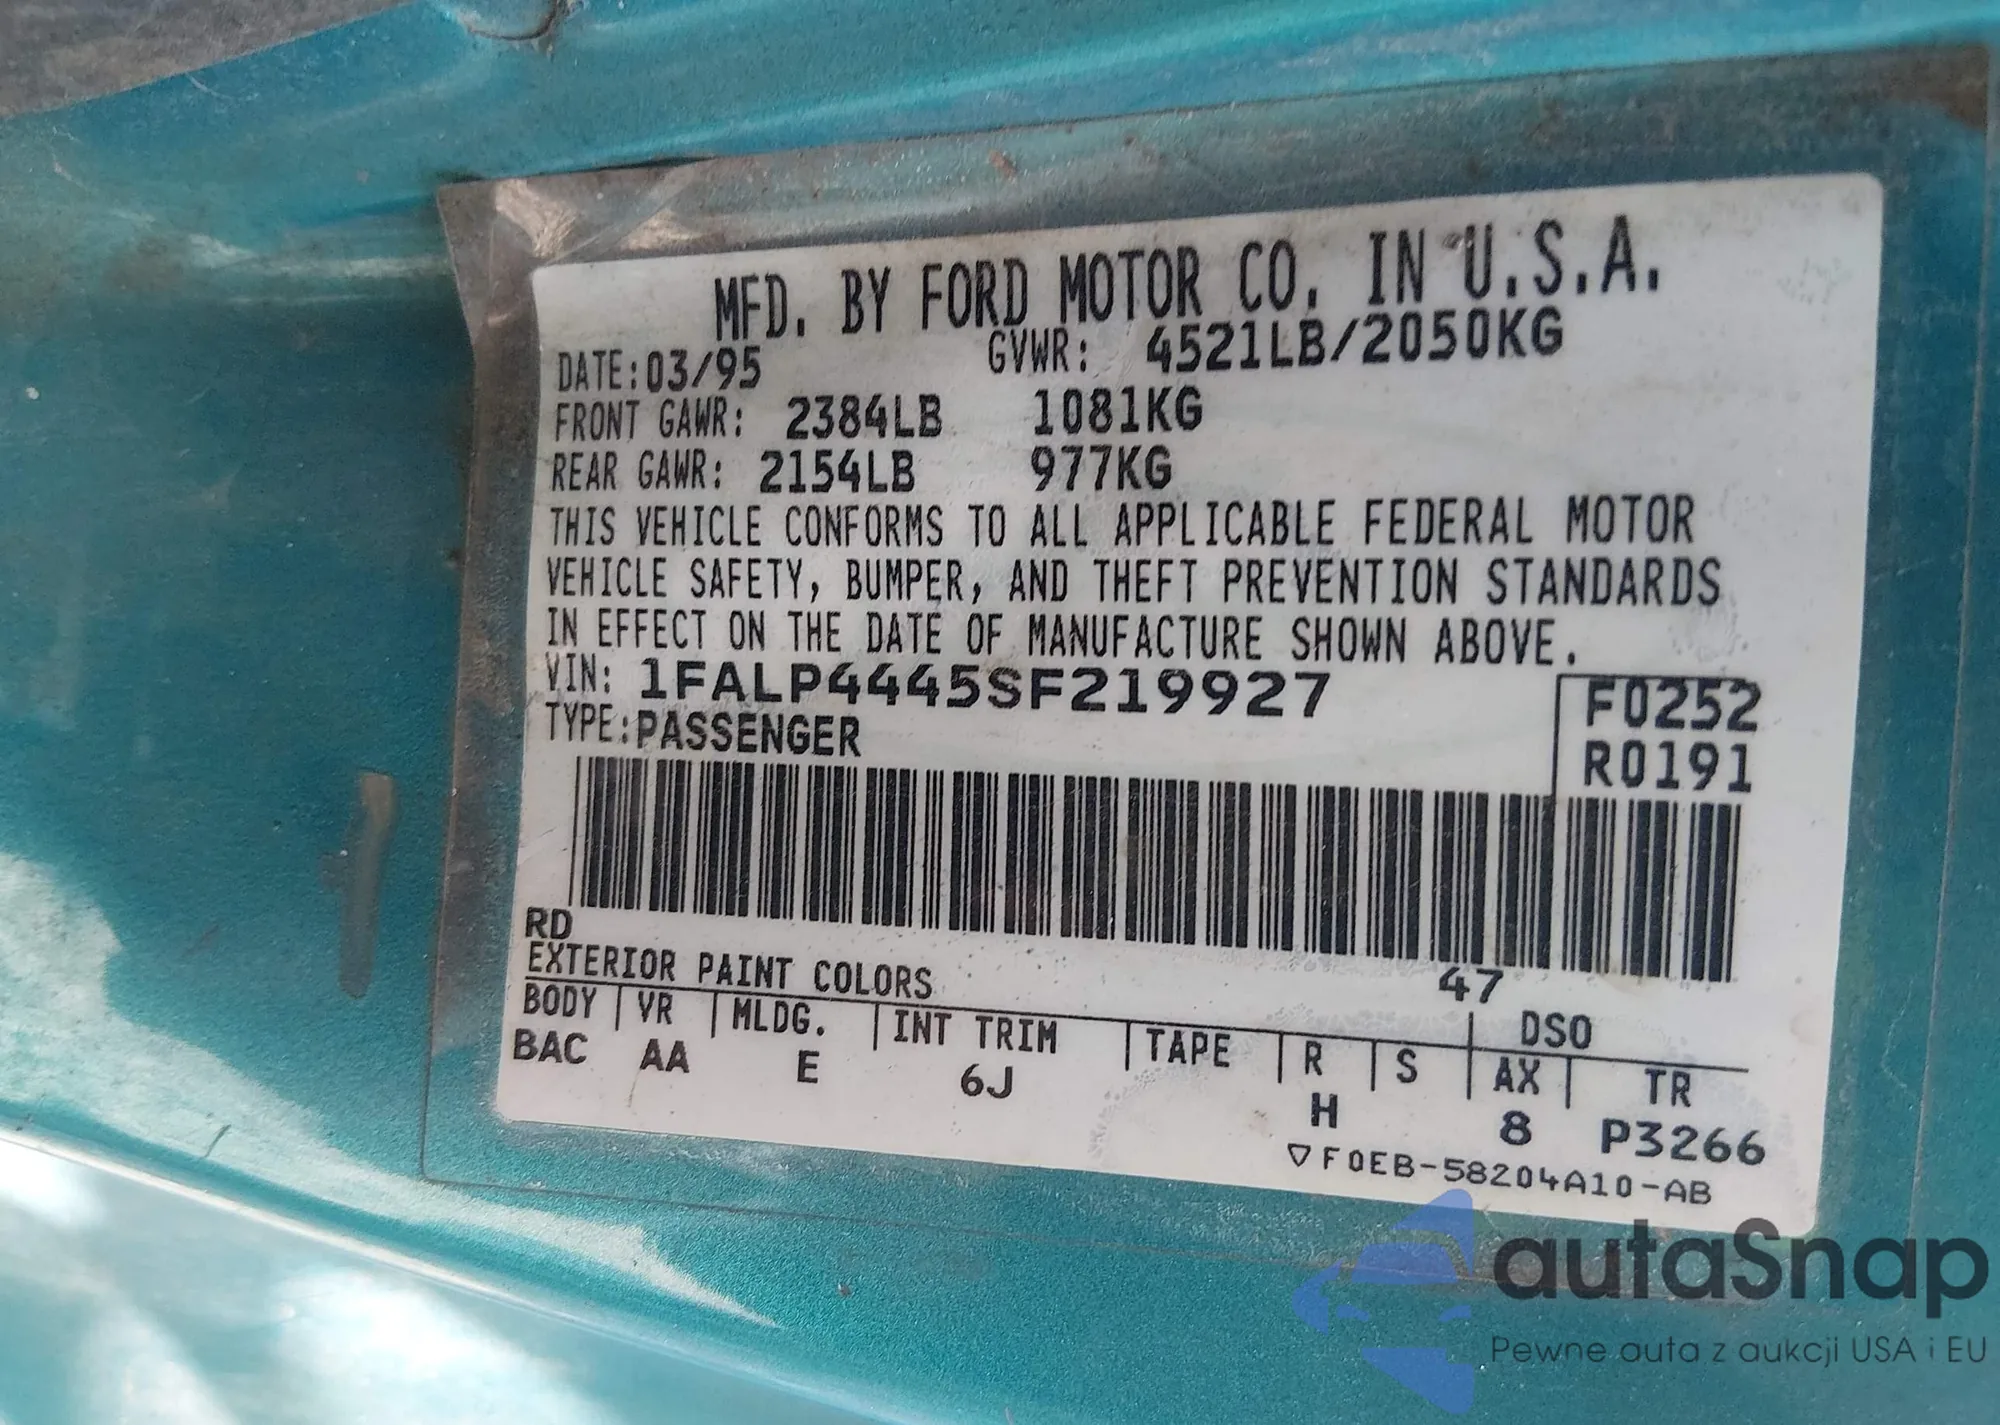 MFD. BY FORD MOTOR CO. IN U.S.A.
DATE:03/95 GVWR: 4521LB/2050KG
FRONT GAWR: 2384LB 1081KG
REAR GAWR: 2154LB 977KG
THIS VEHICLE CONFORMS TO ALL APPLICABLE FEDERAL MOTOR
VEHICLE SAFETY, BUMPER, AND THEFT PREVENTION STANDARDS
IN EFFECT ON THE DATE OF MANUFACTURE SHOWN ABOVE.
VIN: 1FALP4445SF219927 F0252
TYPE:PASSENGER R0191
RD
EXTERIOR PAINT COLORS 47
BODY VR MLDG. INT TRIM TAPE R S AX TR DSO
BAC AA E 6J H 8 P3266
▽F0EB-58204A10-AB
autaSnap
Pewne auta z aukcji USA i EU